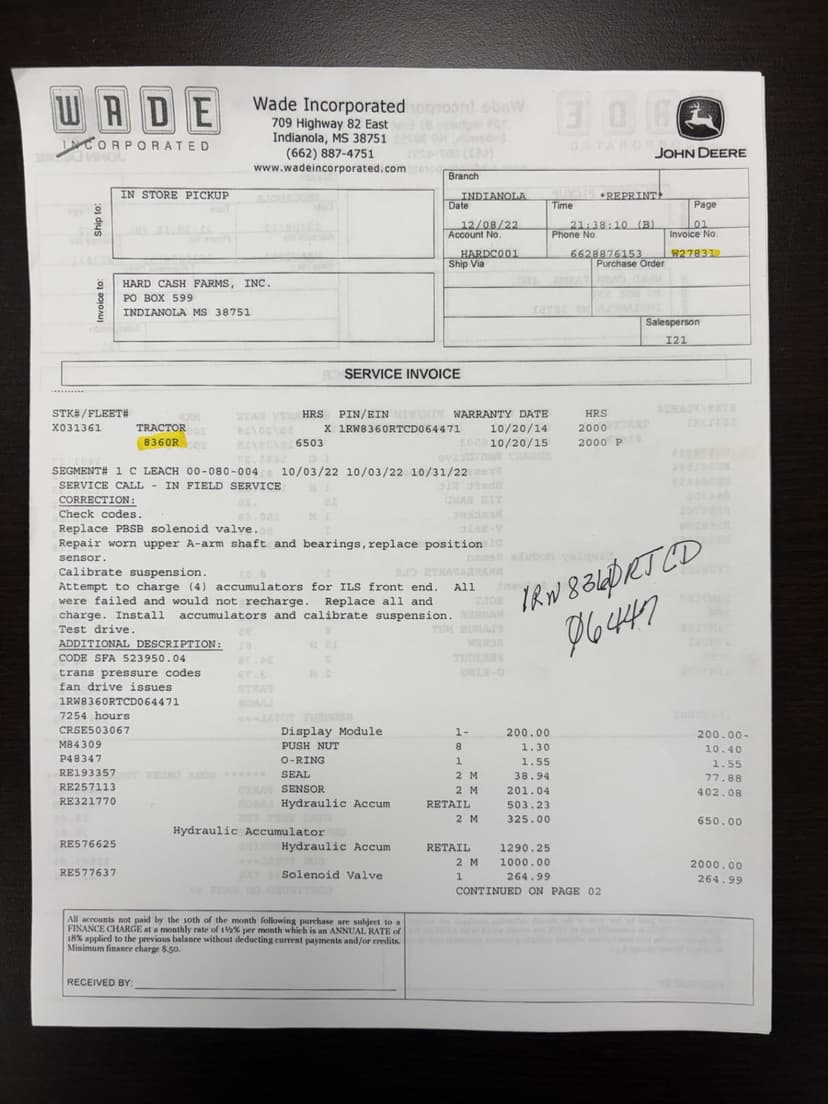 WADE
INCORPORATED
Wade Incorporated
709 Highway 82 East
Indianola, MS 38751
(662) 887-4751
www.wadeincorporated.com
JOHN DEERE
Ship to:
IN STORE PICKUP
Branch
INDIANOLA *REPRINT*
Date Time Page
12/08/22 21:38:10 (B) 01
Account No. Phone No. Invoice No.
HARDC001 6628876153 W27831
Ship Via Purchase Order
Invoice to:
HARD CASH FARMS, INC.
PO BOX 599
INDIANOLA MS 38751
Salesperson
I21
SERVICE INVOICE
STK#/FLEET# HRS PIN/EIN WARRANTY DATE HRS
X031361 TRACTOR X 1RW8360RTCD064471 10/20/14 2000
8360R 6503 10/20/15 2000 P
SEGMENT# 1 C LEACH 00-080-004 10/03/22 10/03/22 10/31/22
SERVICE CALL - IN FIELD SERVICE
CORRECTION:
Check codes.
Replace PBSB solenoid valve.
Repair worn upper A-arm shaft and bearings,replace position
sensor.
Calibrate suspension.
Attempt to charge (4) accumulators for ILS front end. All
were failed and would not recharge. Replace all and
charge. Install accumulators and calibrate suspension.
Test drive.
1RW8360RTCD
06447
ADDITIONAL DESCRIPTION:
CODE SFA 523950.04
trans pressure codes
fan drive issues
1RW8360RTCD064471
7254 hours
CRSE503067 Display Module 1- 200.00 200.00-
M84309 PUSH NUT 8 1.30 10.40
P48347 O-RING 1 1.55 1.55
RE193357 SEAL 2 M 38.94 77.88
RE257113 SENSOR 2 M 201.04 402.08
RE321770 Hydraulic Accum RETAIL 503.23
2 M 325.00 650.00
Hydraulic Accumulator
RE576625 Hydraulic Accum RETAIL 1290.25
2 M 1000.00 2000.00
RE577637 Solenoid Valve 1 264.99 264.99
CONTINUED ON PAGE 02
All accounts not paid by the 10th of the month following purchase are subject to a
FINANCE CHARGE at a monthly rate of 1½% per month which is an ANNUAL RATE of
18% applied to the previous balance without deducting current payments and/or credits.
Minimum finance charge $.50.
RECEIVED BY: